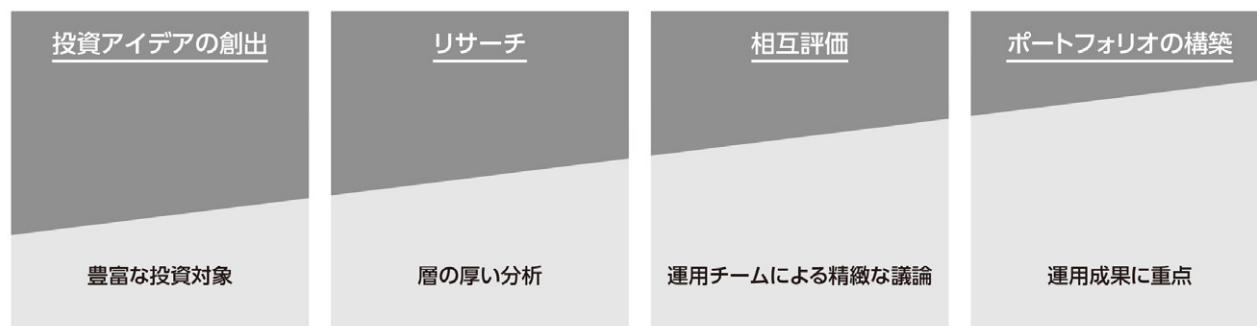 投資アイデアの創出
リサーチ
相互評価
ポートフォリオの構築
豊富な投資対象
層の厚い分析
運用チームによる精緻な議論
運用成果に重点